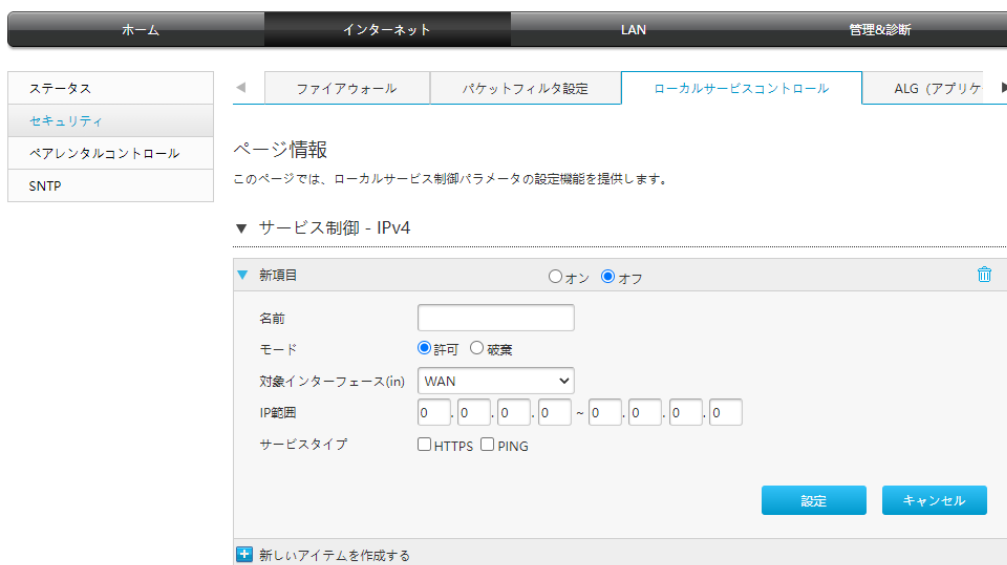 ホーム インターネット LAN 管理&診断
ステータス
セキュリティ
ペアレンタルコントロール
SNTP
ファイアウォール パケットフィルタ設定 ローカルサービスコントロール ALG（アプリケ
ページ情報
このページでは、ローカルサービス制御パラメータの設定機能を提供します。
サービス制御 - IPv4
新項目 オン オフ
名前
モード 許可 破棄
対象インターフェース(in) WAN
IP範囲 0 . 0 . 0 . 0 ~ 0 . 0 . 0 . 0
サービスタイプ HTTPS PING
設定 キャンセル
新しいアイテムを作成する